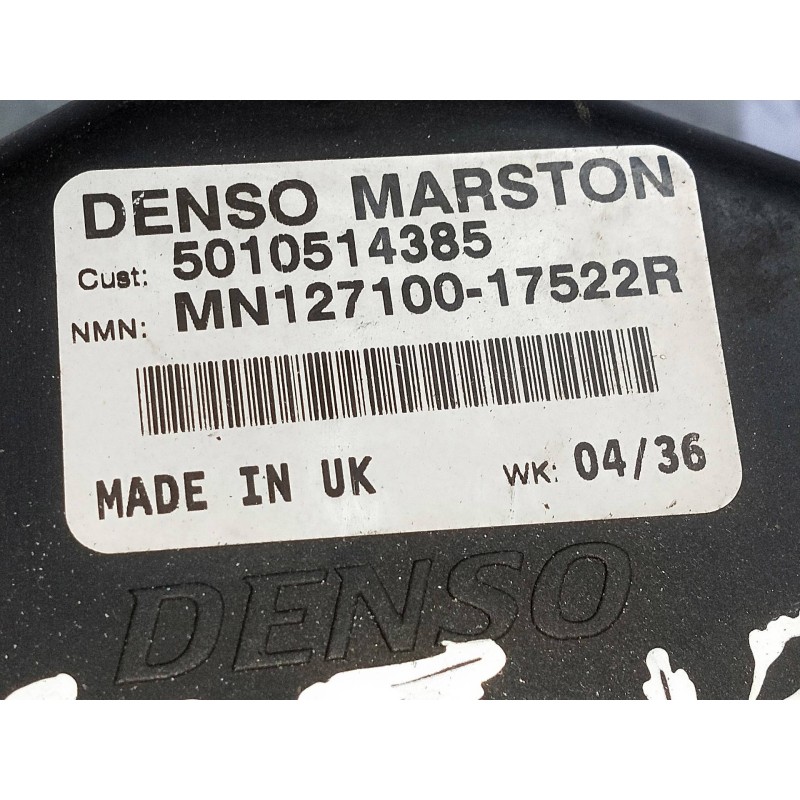 DENSO MARSTON
Cust: 5010514385
NMN: MN127100-17522R
MADE IN UK WK: 04/36
DENSO